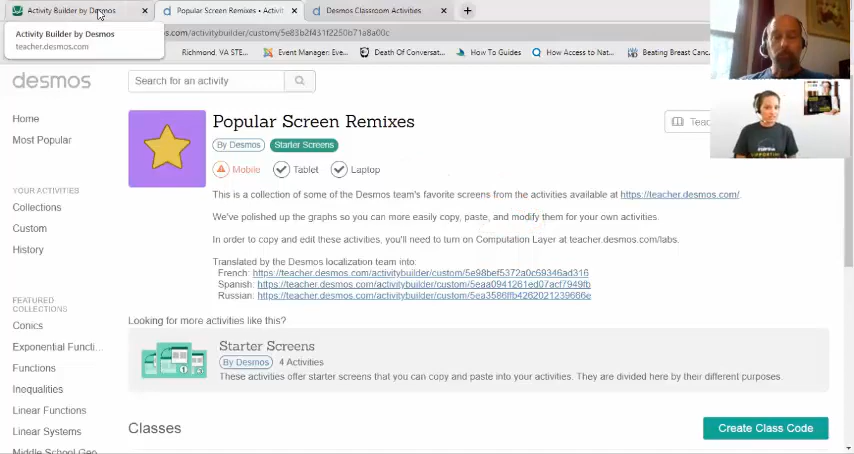 Activity Builder by Desmos
Popular Screen Remixes • Activit
Desmos Classroom Activities
Activity Builder by Desmos
teacher.desmos.com
os.com/activitybuilder/custom/5e83b2f431f2250b71a8a00c
Richmond, VA STE...
Event Manager: Eve...
Death Of Conversat...
How To Guides
How Access to Nat...
Beating Breast Canc...
desmos
Search for an activity
Home
Most Popular
YOUR ACTIVITIES
Collections
Custom
History
FEATURED
COLLECTIONS
Conics
Exponential Functi...
Functions
Inequalities
Linear Functions
Linear Systems
Middle School Geo
Popular Screen Remixes
By Desmos
Starter Screens
Mobile
Tablet
Laptop
Teac
This is a collection of some of the Desmos team's favorite screens from the activities available at https://teacher.desmos.com/.
We've polished up the graphs so you can more easily copy, paste, and modify them for your own activities.
In order to copy and edit these activities, you'll need to turn on Computation Layer at teacher.desmos.com/labs.
Translated by the Desmos localization team into:
French: https://teacher.desmos.com/activitybuilder/custom/5e98bef5372a0c69346ad316
Spanish: https://teacher.desmos.com/activitybuilder/custom/5eaa0941261ed07acf7949fb
Russian: https://teacher.desmos.com/activitybuilder/custom/5ea3586ffb4262021239666e
Looking for more activities like this?
Starter Screens
By Desmos
4 Activities
These activities offer starter screens that you can copy and paste into your activities. They are divided here by their different purposes.
Classes
Create Class Code